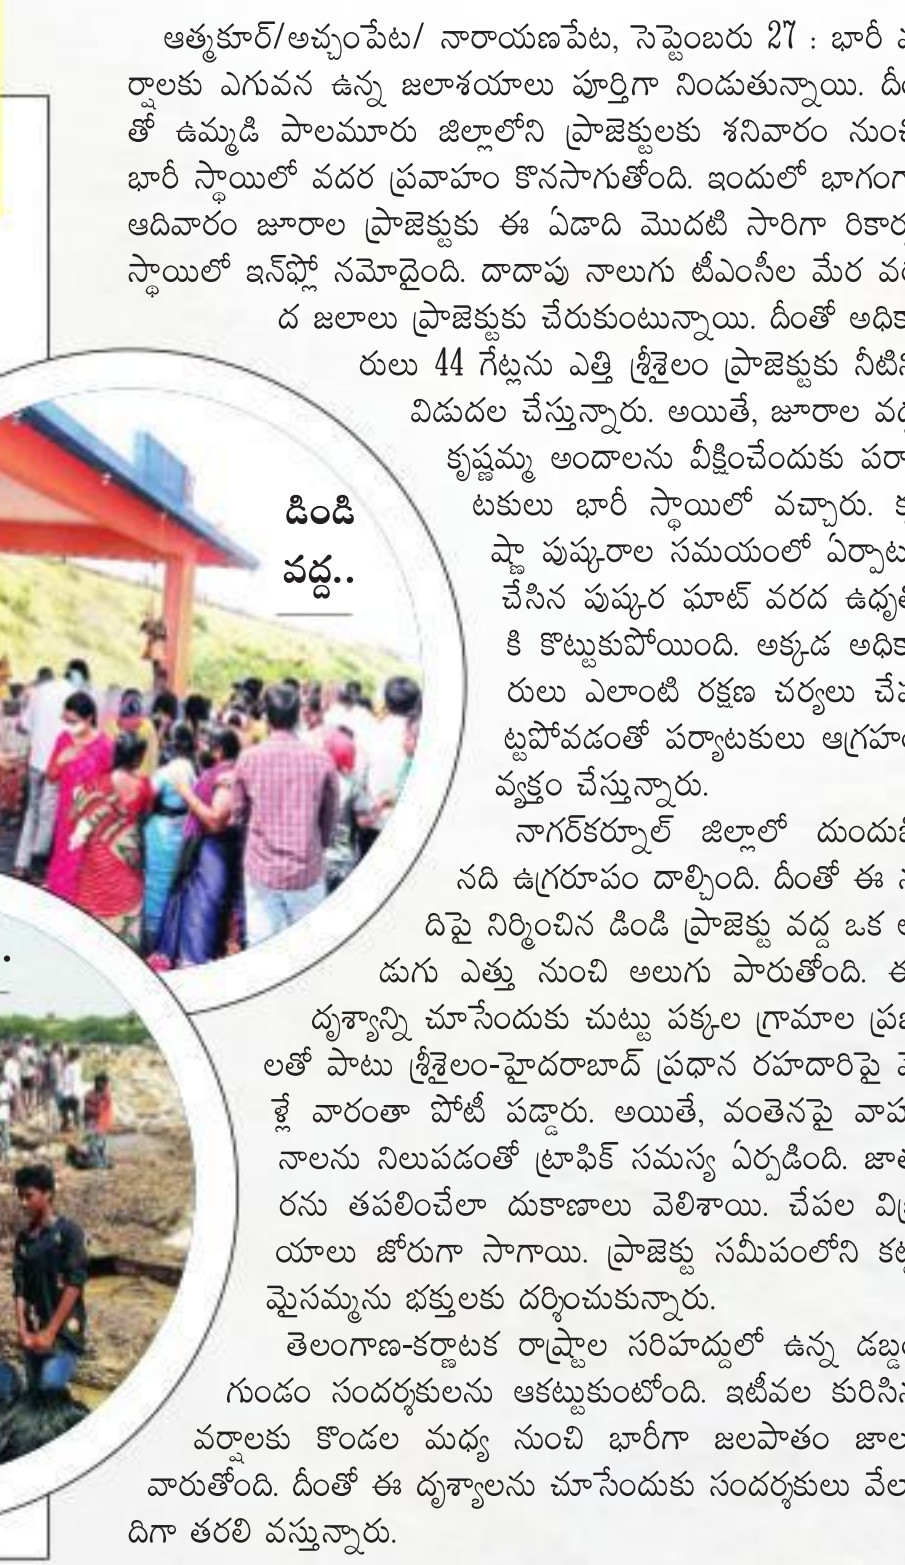 ఆత్మకూర్/అచ్చంపేట/ నారాయణపేట, సెప్టెంబరు 27 : భారీ వ
ర్షాలకు ఎగువన ఉన్న జలాశయాలు పూర్తిగా నిండుతున్నాయి. దీం
తో ఉమ్మడి పాలమూరు జిల్లాలోని ప్రాజెక్టులకు శనివారం నుంచి
భారీ స్థాయిలో వదర ప్రవాహం కొనసాగుతోంది. ఇందులో భాగంగా
ఆదివారం జూరాల ప్రాజెక్టుకు ఈ ఏడాది మొదటి సారిగా రికార్డు
స్థాయిలో ఇన్‌ఫ్లో నమోదైంది. దాదాపు నాలుగు టీఎంసీల మేర వర
ద జలాలు ప్రాజెక్టుకు చేరుకుంటున్నాయి. దీంతో అధికా
రులు 44 గేట్లను ఎత్తి శ్రీశైలం ప్రాజెక్టుకు నీటిని
విడుదల చేస్తున్నారు. అయితే, జూరాల వద్ద
కృష్ణమ్మ అందాలను వీక్షించేందుకు పర్యా
టకులు భారీ స్థాయిలో వచ్చారు. కృ
ష్ణా పుష్కరాల సమయంలో ఏర్పాటు
చేసిన పుష్కర ఘాట్ వరద ఉధృతి
కి కొట్టుకుపోయింది. అక్కడ అధికా
రులు ఎలాంటి రక్షణ చర్యలు చేప
ట్టపోవడంతో పర్యాటకులు ఆగ్రహం
వ్యక్తం చేస్తున్నారు.
నాగర్‌కర్నూల్ జిల్లాలో దుందుభీ
నది ఉగ్రరూపం దాల్చింది. దీంతో ఈ న
దిపై నిర్మించిన డిండి ప్రాజెక్టు వద్ద ఒక అ
డుగు ఎత్తు నుంచి అలుగు పారుతోంది. ఈ
దృశ్యాన్ని చూసేందుకు చుట్టు పక్కల గ్రామాల ప్రజ
లతో పాటు శ్రీశైలం-హైదరాబాద్ ప్రధాన రహదారిపై వె
ళ్లే వారంతా పోటీ పడ్డారు. అయితే, వంతెనపై వాహ
నాలను నిలుపడంతో ట్రాఫిక్ సమస్య ఏర్పడింది. జాత
రను తపలించేలా దుకాణాలు వెలిశాయి. చేపల విక్ర
యాలు జోరుగా సాగాయి. ప్రాజెక్టు సమీపంలోని కట్ట
మైసమ్మను భక్తులకు దర్శించుకున్నారు.
తెలంగాణ-కర్ణాటక రాష్ట్రాల సరిహద్దులో ఉన్న డబ్బం
గుండం సందర్శకులను ఆకట్టుకుంటోంది. ఇటీవల కురిసిన
వర్షాలకు కొండల మధ్య నుంచి భారీగా జలపాతం జాలు
వారుతోంది. దీంతో ఈ దృశ్యాలను చూసేందుకు సందర్శకులు వేలా
దిగా తరలి వస్తున్నారు.
డిండి
వద్ద..